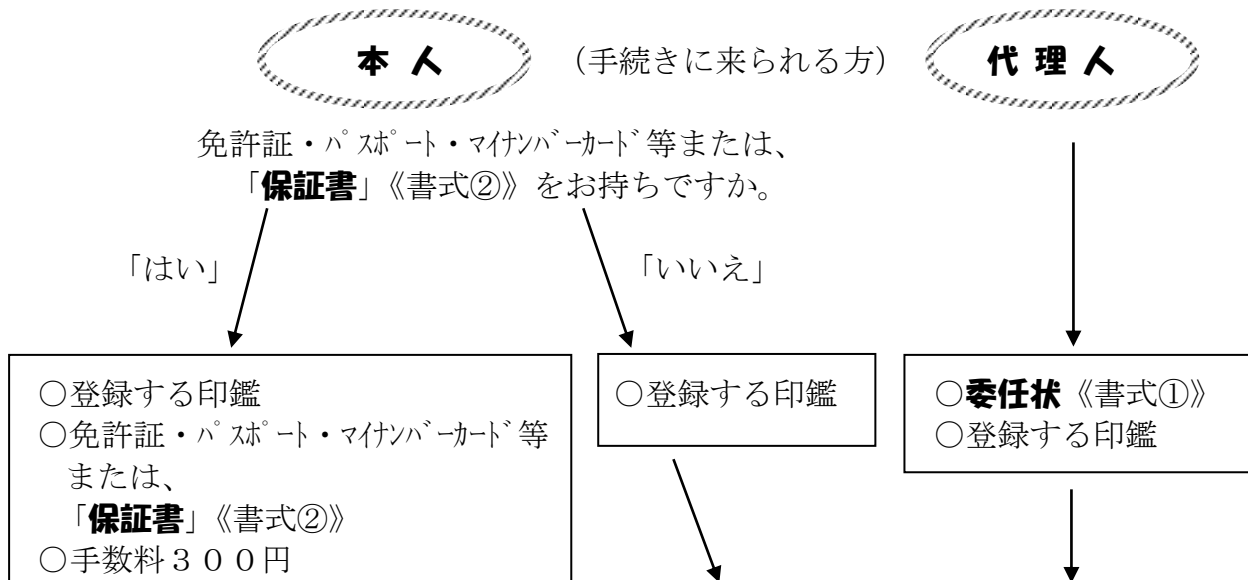 本 人 (手続きに来られる方) 代 理 人
免許証・パスポート・マイナンバーカード等または、
「保証書」《書式②》をお持ちですか。
「はい」 「いいえ」
○登録する印鑑
○免許証・パスポート・マイナンバーカード等
または、
「保証書」《書式②》
○手数料３００円
○登録する印鑑
○委任状《書式①》
○登録する印鑑